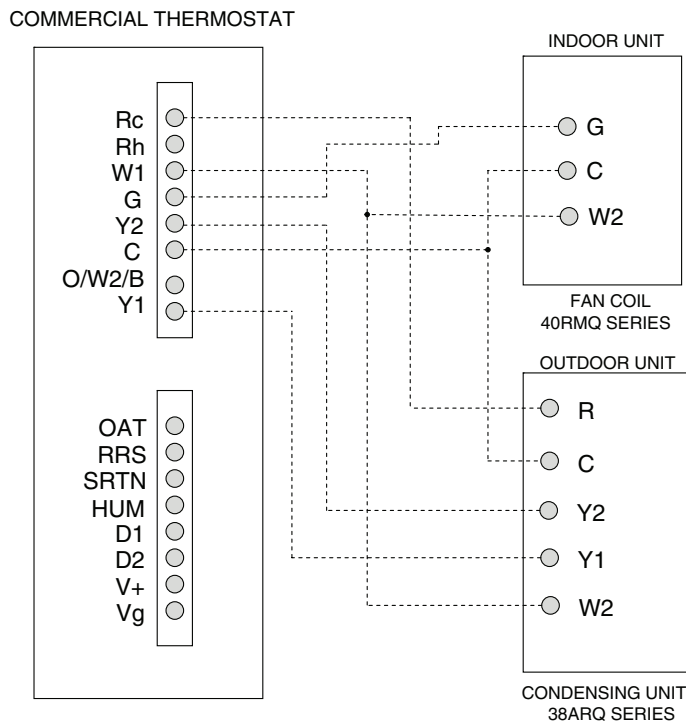 COMMERCIAL THERMOSTAT
Rc
Rh
W1
G
Y2
C
O/W2/B
Y1
OAT
RRS
SRTN
HUM
D1
D2
V+
Vg
INDOOR UNIT
G
C
W2
FAN COIL
40RMQ SERIES
OUTDOOR UNIT
R
C
Y2
Y1
W2
CONDENSING UNIT
38ARQ SERIES